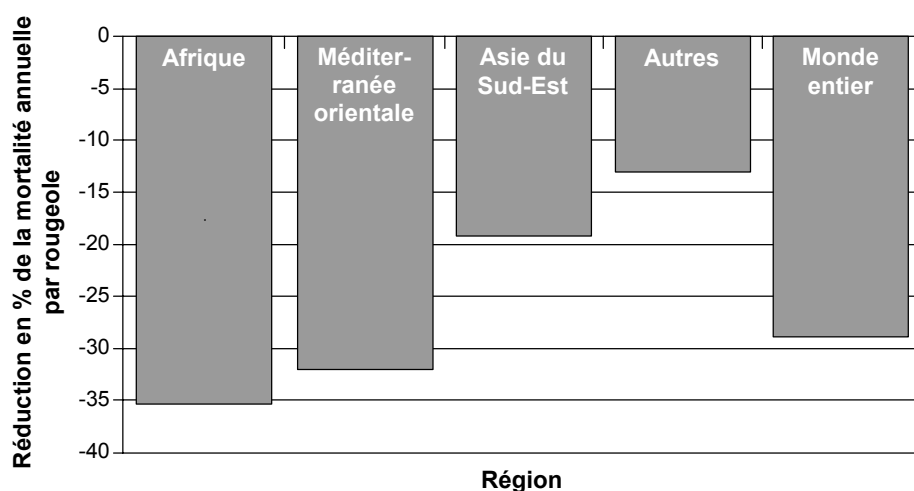 Réduction en % de la mortalité annuelle
par rougeole
0
-5
-10
-15
-20
-25
-30
-35
-40
Afrique
Méditer-
ranée
orientale
Asie du
Sud-Est
Autres
Monde
entier
Région